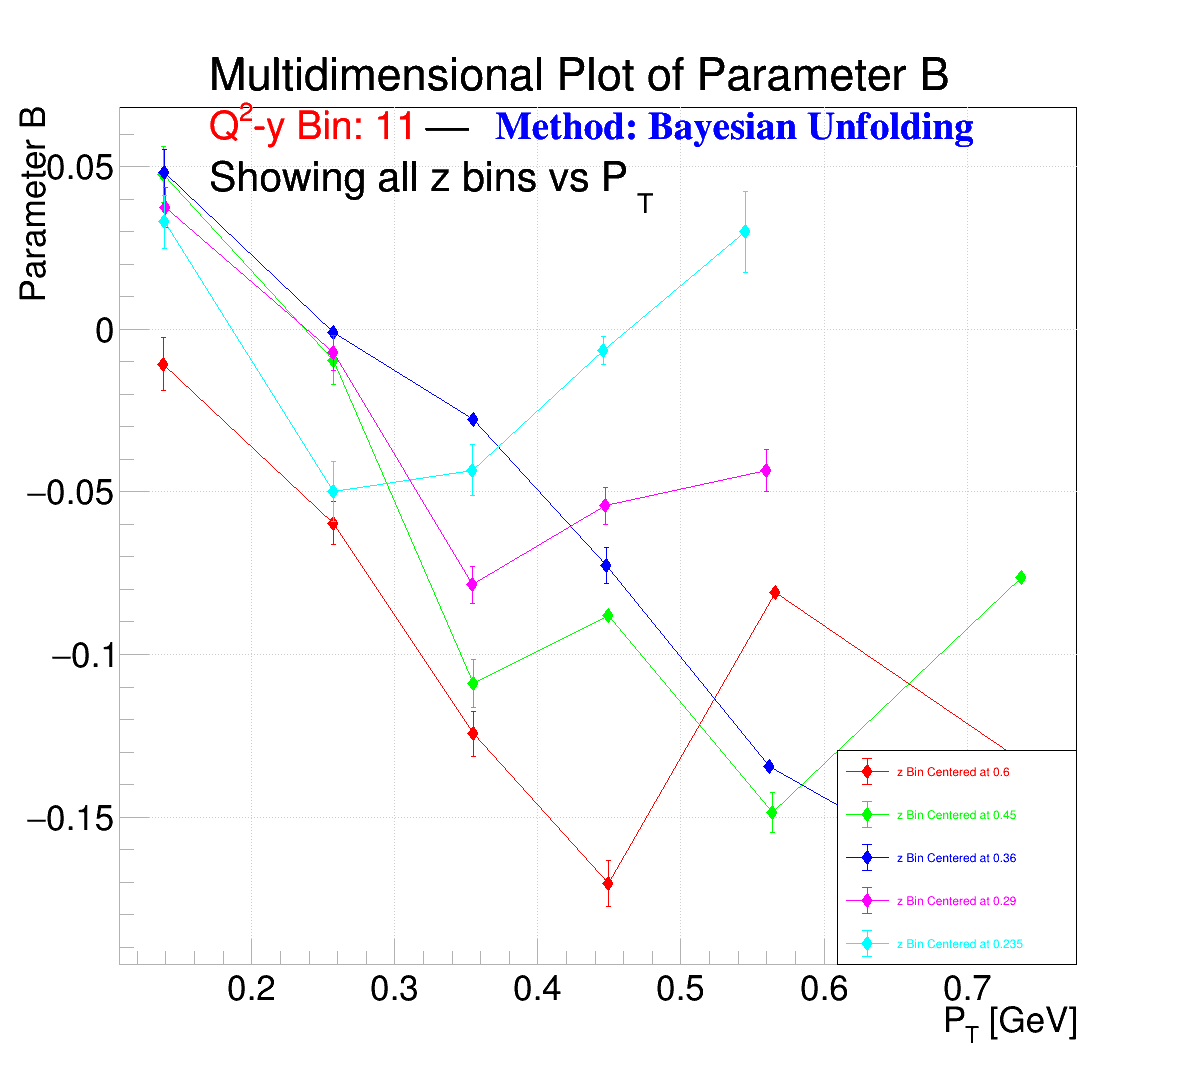 Multidimensional Plot of Parameter B
Q²-y Bin: 11 — Method: Bayesian Unfolding
Showing all z bins vs P_T
Parameter B
0.05
0
−0.05
−0.1
−0.15
z Bin Centered at 0.6
z Bin Centered at 0.45
z Bin Centered at 0.36
z Bin Centered at 0.29
z Bin Centered at 0.235
0.2 0.3 0.4 0.5 0.6 0.7
P_T [GeV]